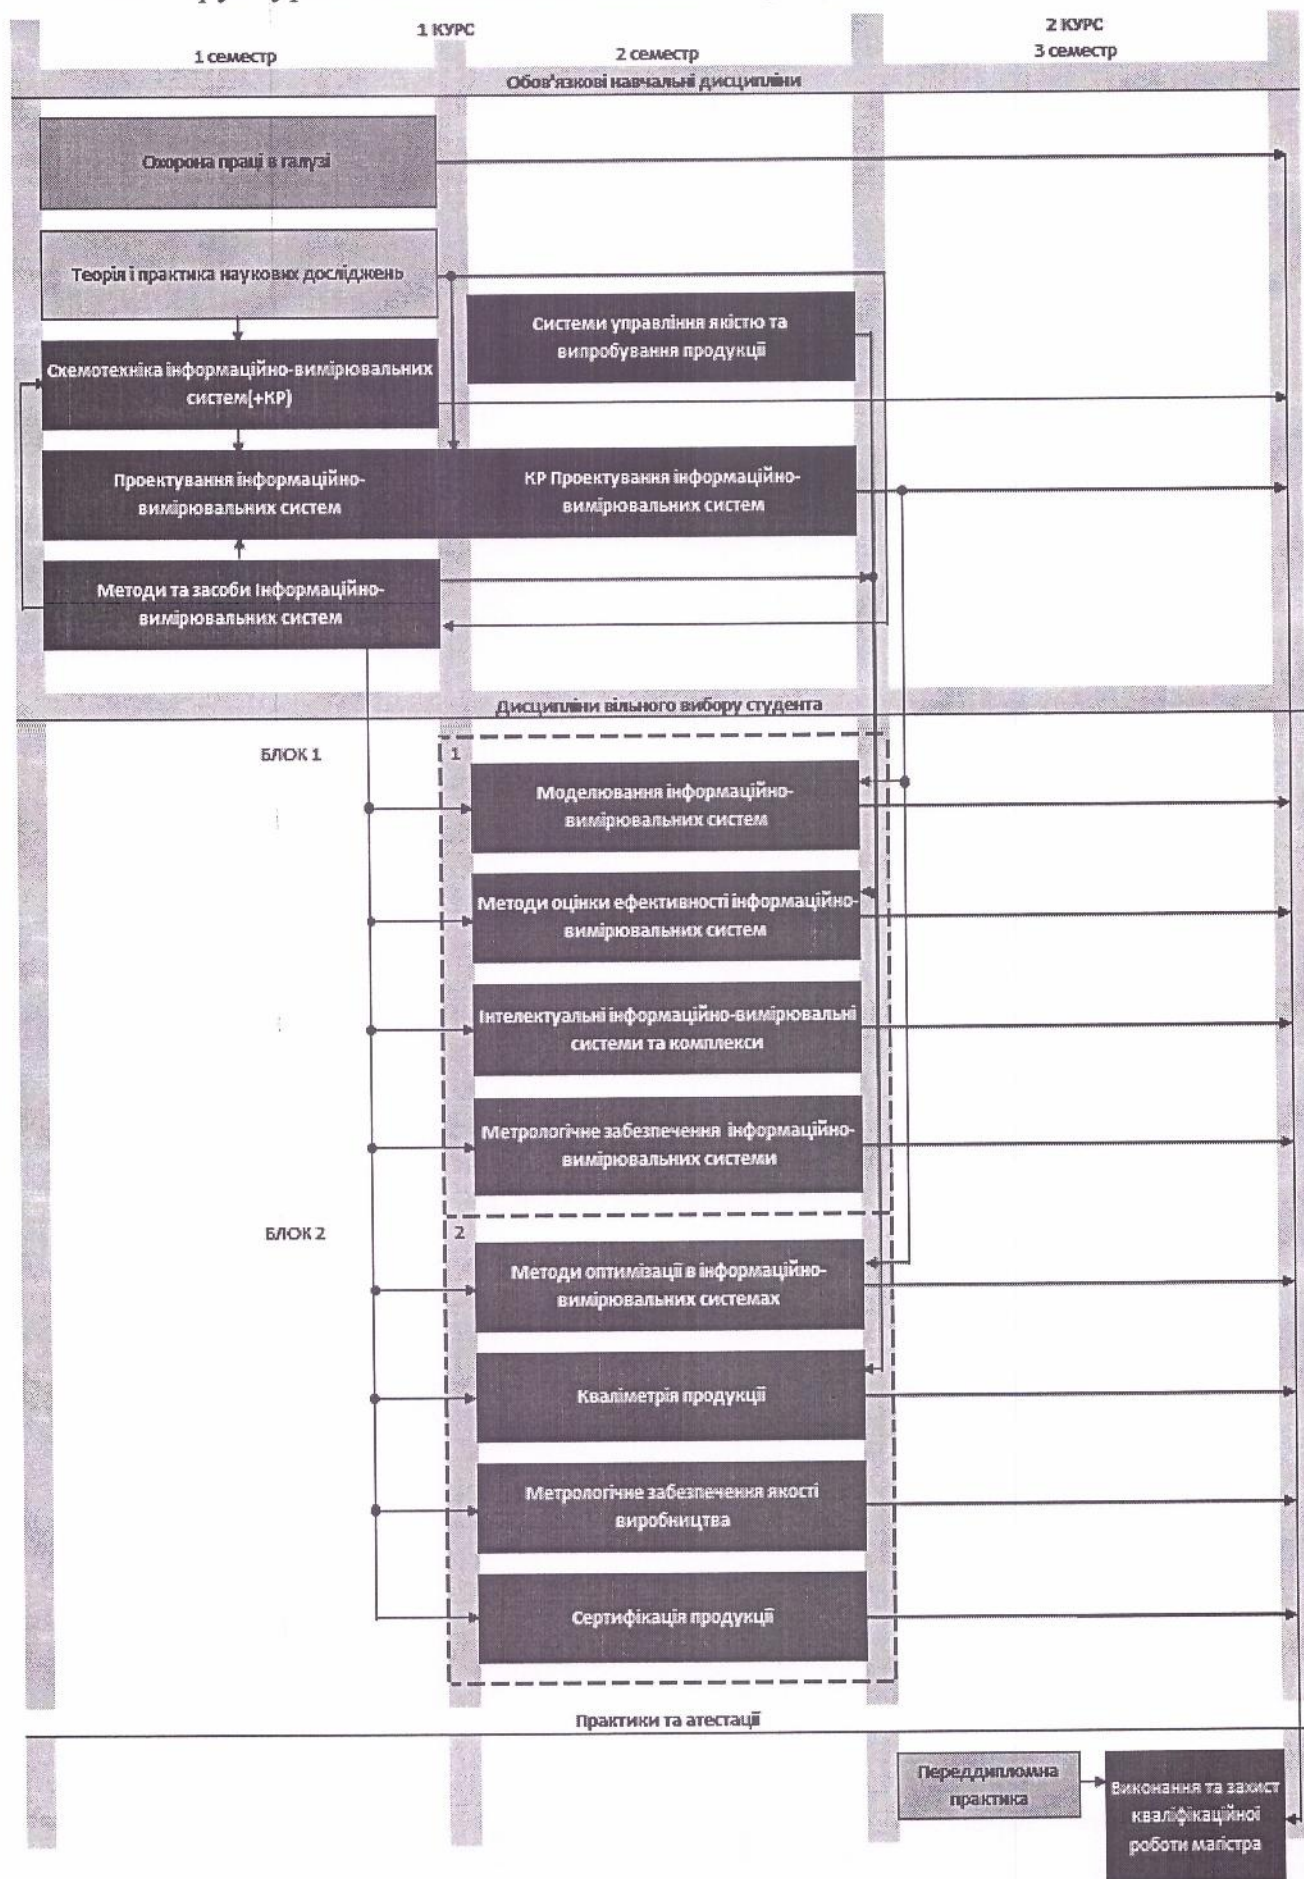 1 КУРС
2 КУРС
1 семестр
2 семестр
3 семестр
Обов'язкові навчальні дисципліни
Охорона праці в галузі
Теорія і практика наукових досліджень
Системи управління якістю та
випробування продукції
Схемотехніка інформаційно-вимірювальних
систем(+КР)
Проектування інформаційно-
вимірювальних систем
КР Проектування інформаційно-
вимірювальних систем
Методи та засоби інформаційно-
вимірювальних систем
Дисципліни вільного вибору студента
БЛОК 1
1
Моделювання інформаційно-
вимірювальних систем
Методи оцінки ефективності інформаційно-
вимірювальних систем
Інтелектуальні інформаційно-вимірювальні
системи та комплекси
Метрологічне забезпечення інформаційно-
вимірювальних системи
БЛОК 2
2
Методи оптимізації в інформаційно-
вимірювальних системах
Кваліметрія продукції
Метрологічне забезпечення якості
виробництва
Сертифікація продукції
Практики та атестації
Переддипломна
практика
Виконання та захист
кваліфікаційної
роботи магістра